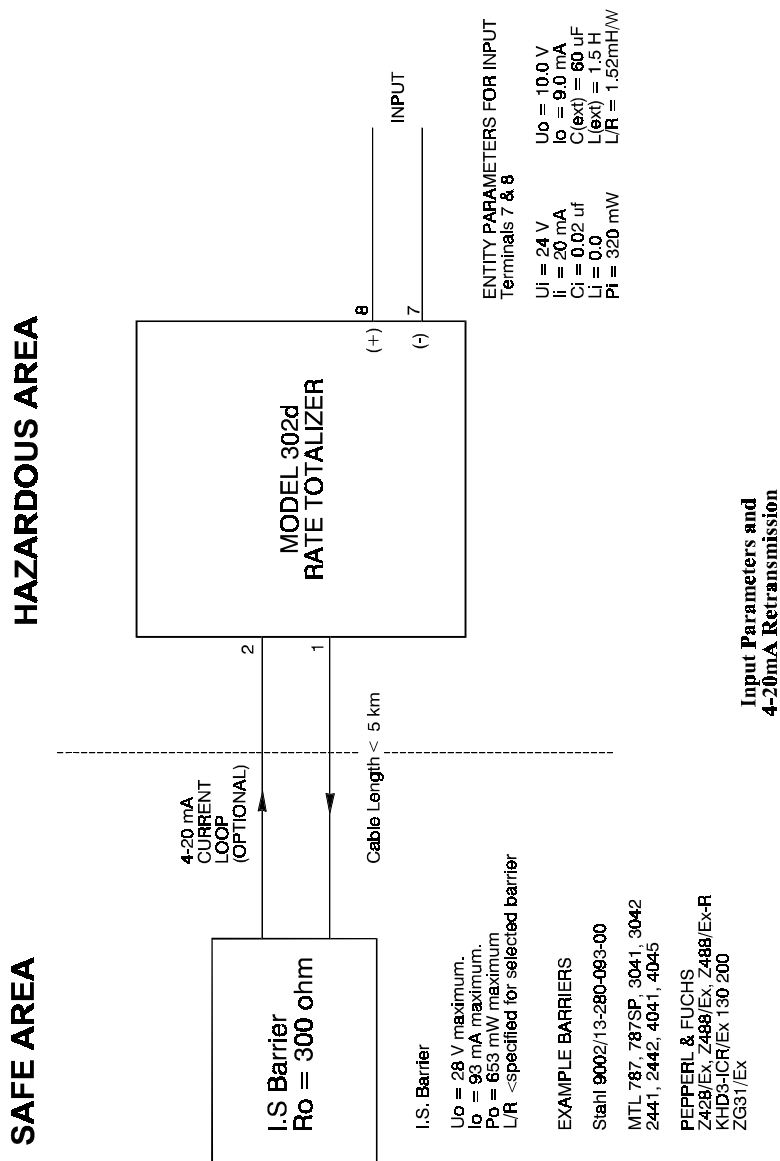 SAFE AREA
HAZARDOUS AREA
I.S Barrier
Ro = 300 ohm
4-20 mA
CURRENT
LOOP
(OPTIONAL)
Cable Length < 5 km
2
1
MODEL 302d
RATE TOTALIZER
8
(+)
7
(-)
INPUT
I.S. Barrier
Uo = 28 V maximum.
Io = 93 mA maximum.
Po = 653 mW maximum
L/R <specified for selected barrier
EXAMPLE BARRIERS
Stahl 9002/13-280-093-00
MTL 787, 787SP, 3041, 3042
2441, 2442, 4041, 4045
PEPPERL & FUCHS
Z428/Ex, Z488/Ex, Z488/Ex-R
KHD3-ICR/Ex 130 200
ZG31/Ex
ENTITY PARAMETERS FOR INPUT
Terminals 7 & 8
Ui = 24 V
Ii = 20 mA
Ci = 0.02 uf
Li = 0.0
Pi = 320 mW
Uo = 10.0 V
Io = 9.0 mA
C(ext) = 60 uF
L(ext) = 1.5 H
L/R = 1.52mH/W
Input Parameters and
4-20mA Retransmission